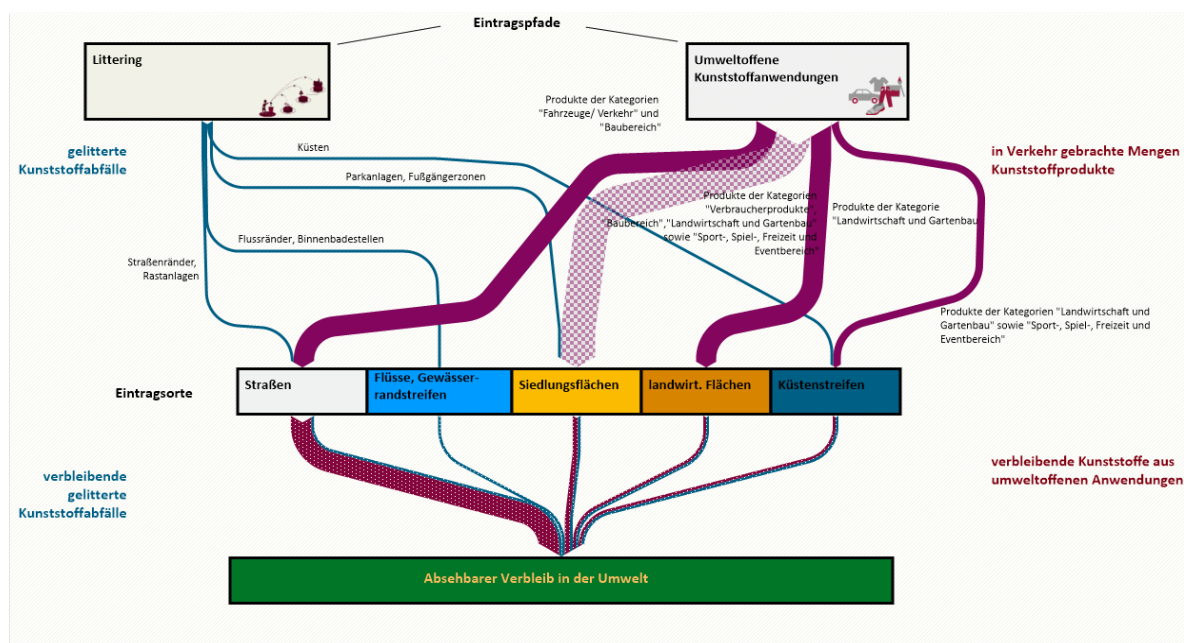 Eintragspfade
Littering
Umweltoffene
Kunststoffanwendungen
Produkte der Kategorien
"Fahrzeuge/ Verkehr" und
"Baubereich"
gelitterte
Kunststoffabfälle
Küsten
Parkanlagen, Fußgängerzonen
in Verkehr gebrachte Mengen
Kunststoffprodukte
Produkte der Kategorien
"Verbraucherprodukte",
"Baubereich","Landwirtschaft und Gartenbau"
sowie "Sport-, Spiel-, Freizeit und
Eventbereich"
Produkte der Kategorie
"Landwirtschaft und Gartenbau
Flussränder, Binnenbadestellen
Straßenränder,
Rastanlagen
Produkte der Kategorien "Landwirtschaft und
Gartenbau" sowie "Sport-, Spiel-, Freizeit und
Eventbereich"
Eintragsorte
Straßen
Flüsse, Gewässer-
randstreifen
Siedlungsflächen
landwirt. Flächen
Küstenstreifen
verbleibende
gelitterte
Kunststoffabfälle
verbleibende Kunststoffe aus
umweltoffenen Anwendungen
Absehbarer Verbleib in der Umwelt